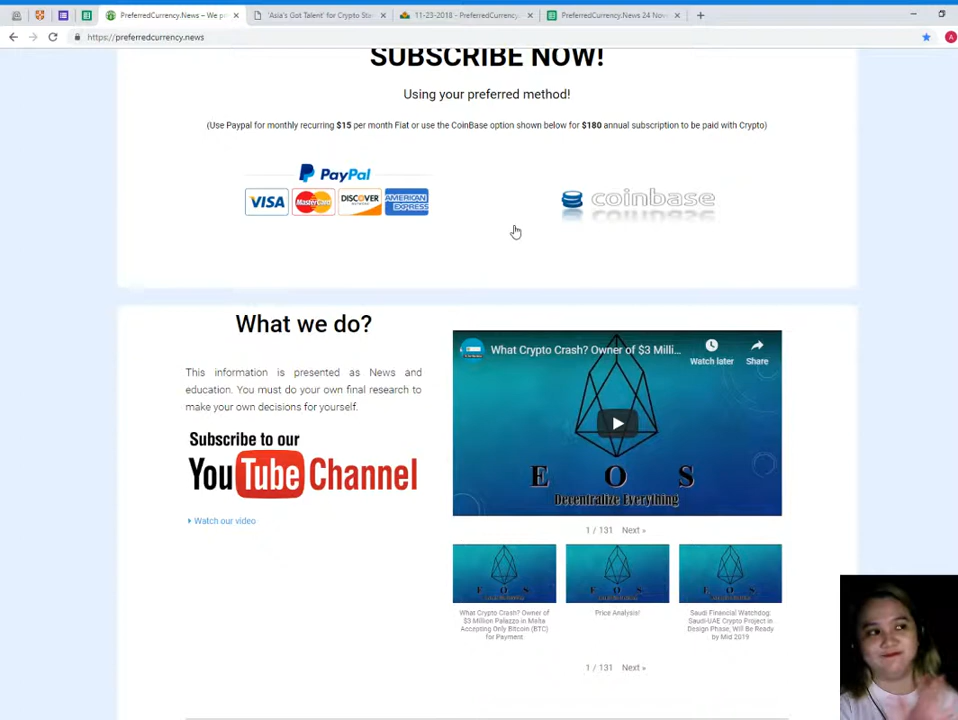 PreferredCurrency.News – We pr
'Asia's Got Talent' for Crypto Sta
11-23-2018 - PreferredCurrency.
PreferredCurrency.News 24 Nov
https://preferredcurrency.news
A
SUBSCRIBE NOW!
Using your preferred method!
(Use Paypal for monthly recurring $15 per month Fiat or use the CoinBase option shown below for $180 annual subscription to be paid with Crypto)
PayPal
VISA MasterCard DISCOVER AMERICAN EXPRESS
coinbase
What we do?
This information is presented as News and
education. You must do your own final research to
make your own decisions for yourself.
Subscribe to our
YouTube Channel
Watch our video
What Crypto Crash? Owner of $3 Milli...
Watch later
Share
E O S
Decentralize Everything
1 / 131 Next »
What Crypto Crash? Owner of
$3 Million Palazzo in Malta
Accepting Only Bitcoin (BTC)
for Payment
Price Analysis!
Saudi Financial Watchdog:
Saudi-UAE Crypto Project in
Design Phase, Will Be Ready
by Mid 2019
1 / 131 Next »